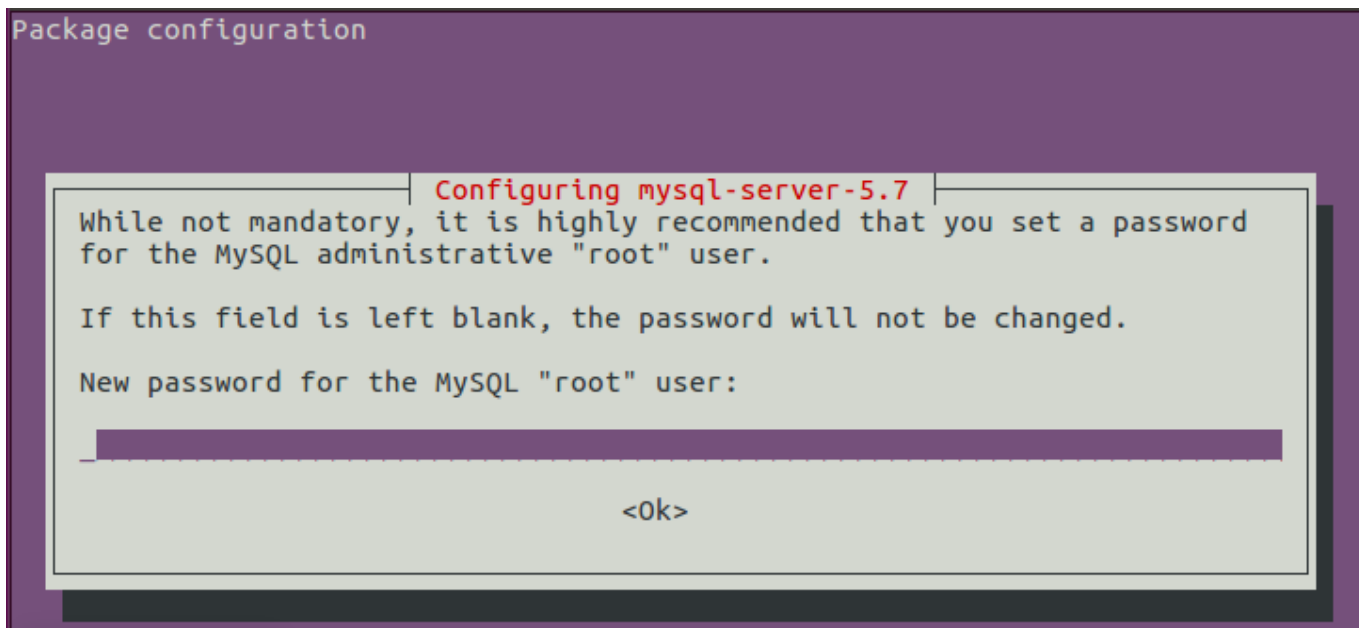 Package configuration
Configuring mysql-server-5.7
While not mandatory, it is highly recommended that you set a password
for the MySQL administrative "root" user.
If this field is left blank, the password will not be changed.
New password for the MySQL "root" user:
<Ok>